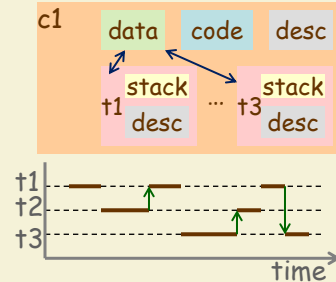 c1
data code desc
stack stack
t1 ... t3
desc desc
t1
t2
t3
time